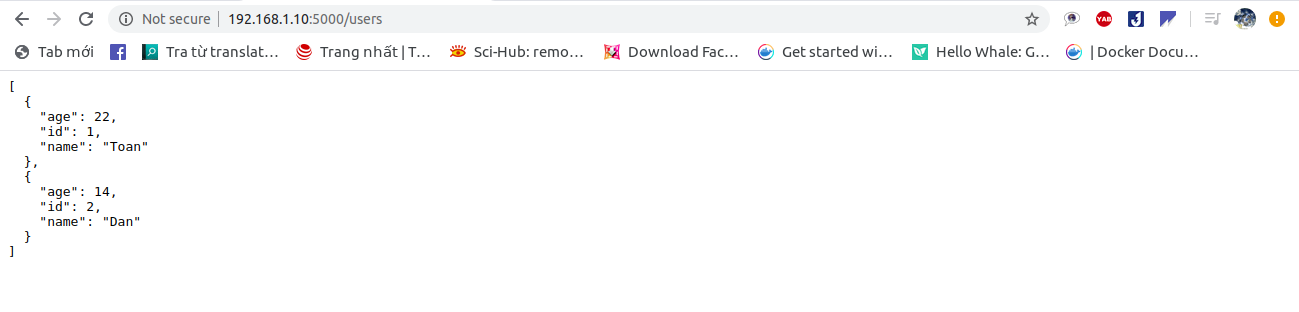 Not secure | 192.168.1.10:5000/users
YAB
Tab mới Tra từ translat... Trang nhất | T... Sci-Hub: remo... Download Fac... Get started wi... Hello Whale: G... | Docker Docu...
[
  {
    "age": 22,
    "id": 1,
    "name": "Toan"
  },
  {
    "age": 14,
    "id": 2,
    "name": "Dan"
  }
]